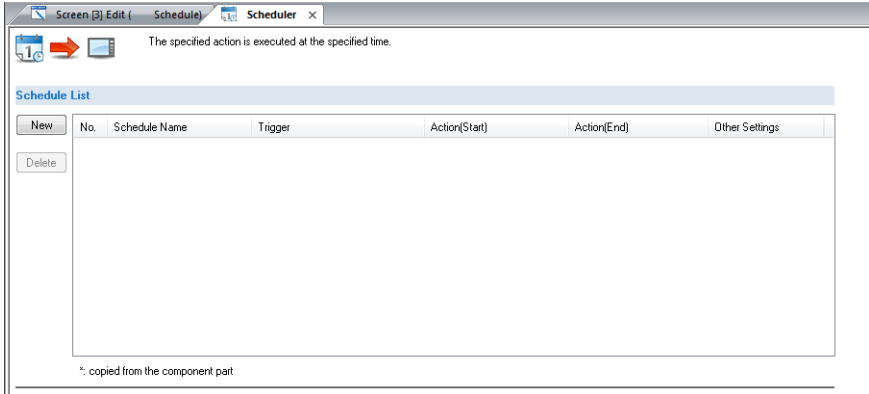 Screen [3] Edit ( Schedule) Scheduler ×
The specified action is executed at the specified time.
Schedule List
New
No. Schedule Name Trigger Action(Start) Action(End) Other Settings
Delete
*: copied from the component part